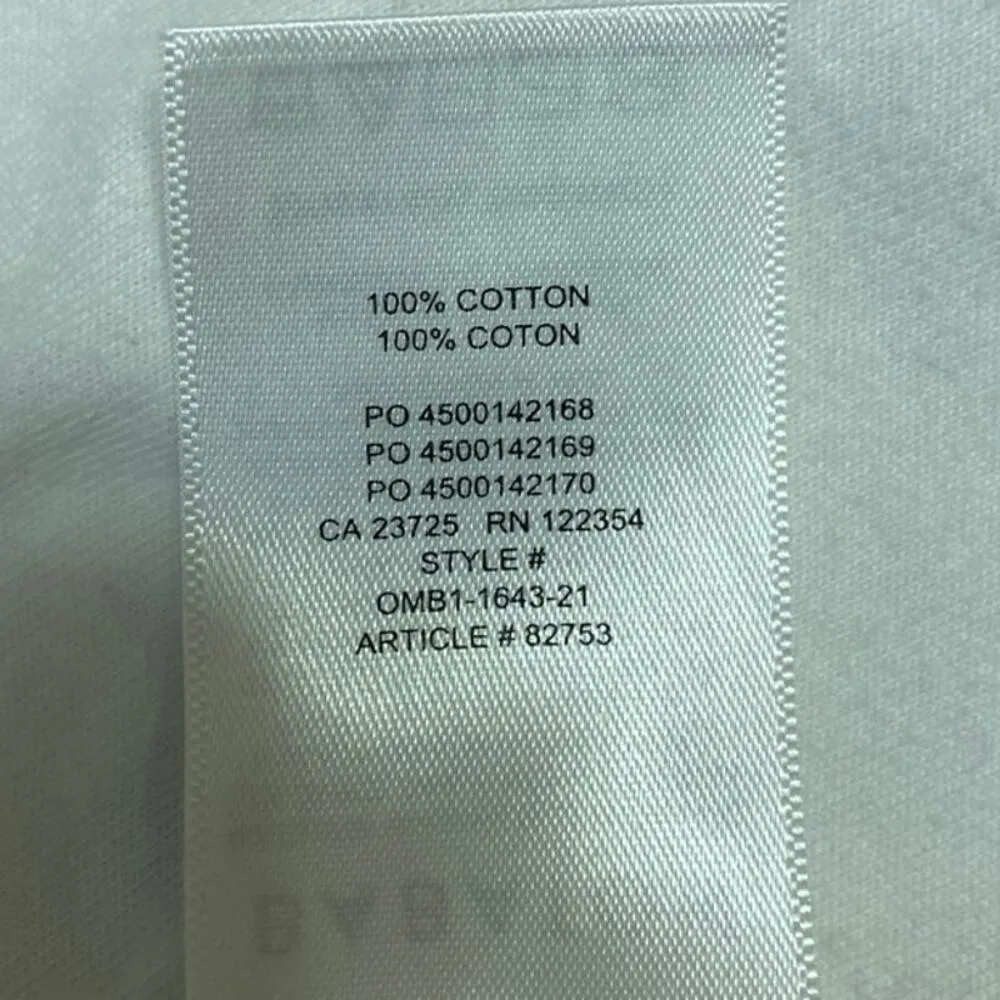 100% COTTON
100% COTON
PO 4500142168
PO 4500142169
PO 4500142170
CA 23725 RN 122354
STYLE #
OMB1-1643-21
ARTICLE # 82753